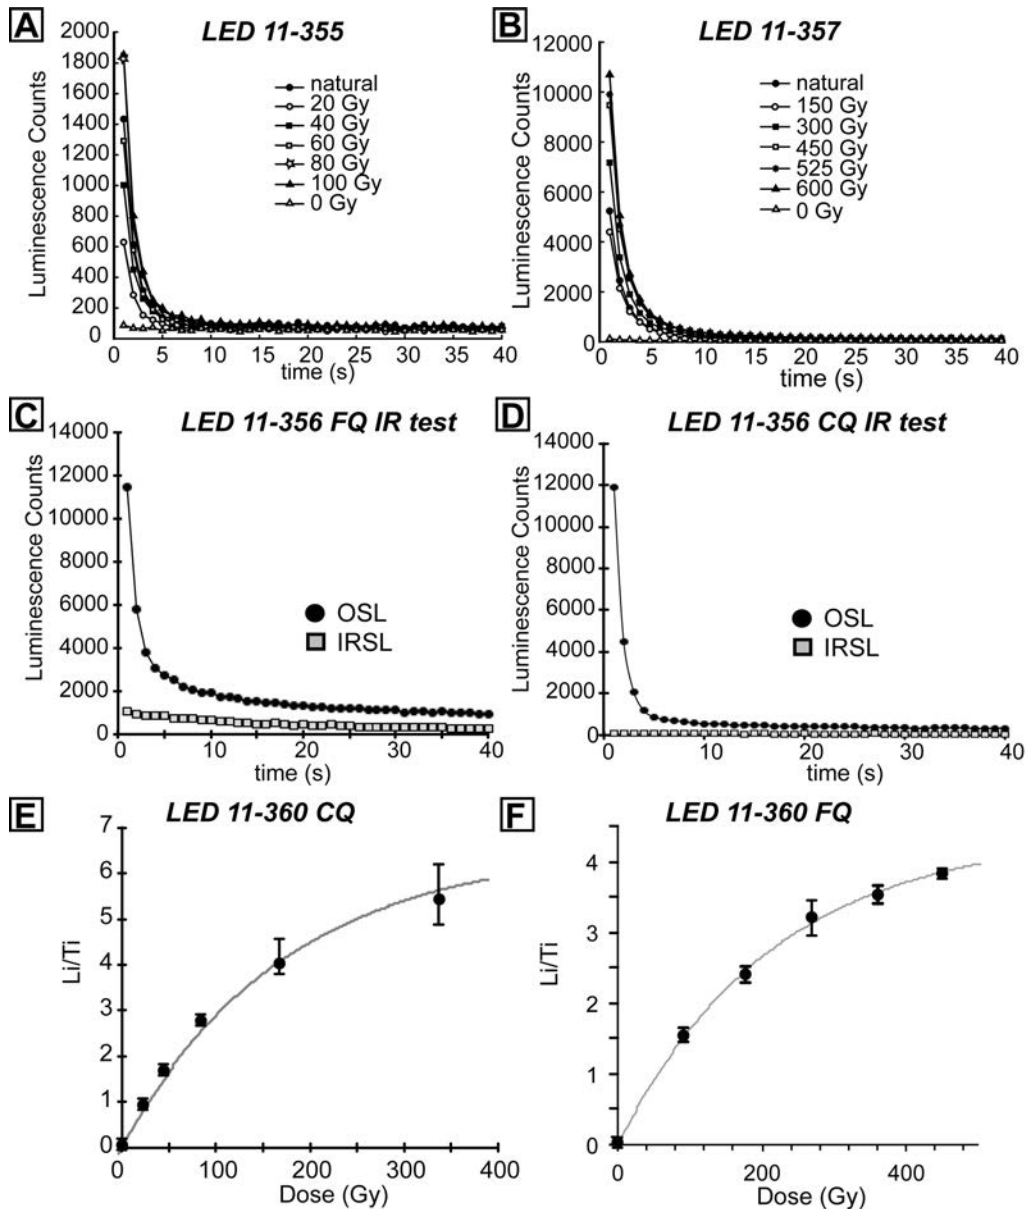 A
LED 11-355
Luminescence Counts
2000
1800
1600
1400
1200
1000
800
600
400
200
0
natural
20 Gy
40 Gy
60 Gy
80 Gy
100 Gy
0 Gy
0 5 10 15 20 25 30 35 40
time (s)
B
LED 11-357
Luminescence Counts
12000
10000
8000
6000
4000
2000
0
natural
150 Gy
300 Gy
450 Gy
525 Gy
600 Gy
0 Gy
0 5 10 15 20 25 30 35 40
time (s)
C
LED 11-356 FQ IR test
Luminescence Counts
14000
12000
10000
8000
6000
4000
2000
0
OSL
IRSL
0 10 20 30 40
time (s)
D
LED 11-356 CQ IR test
Luminescence Counts
14000
12000
10000
8000
6000
4000
2000
0
OSL
IRSL
0 10 20 30 40
time (s)
E
LED 11-360 CQ
Li/Ti
7
6
5
4
3
2
1
0
0 100 200 300 400
Dose (Gy)
F
LED 11-360 FQ
Li/Ti
4
3
2
1
0
0 200 400
Dose (Gy)